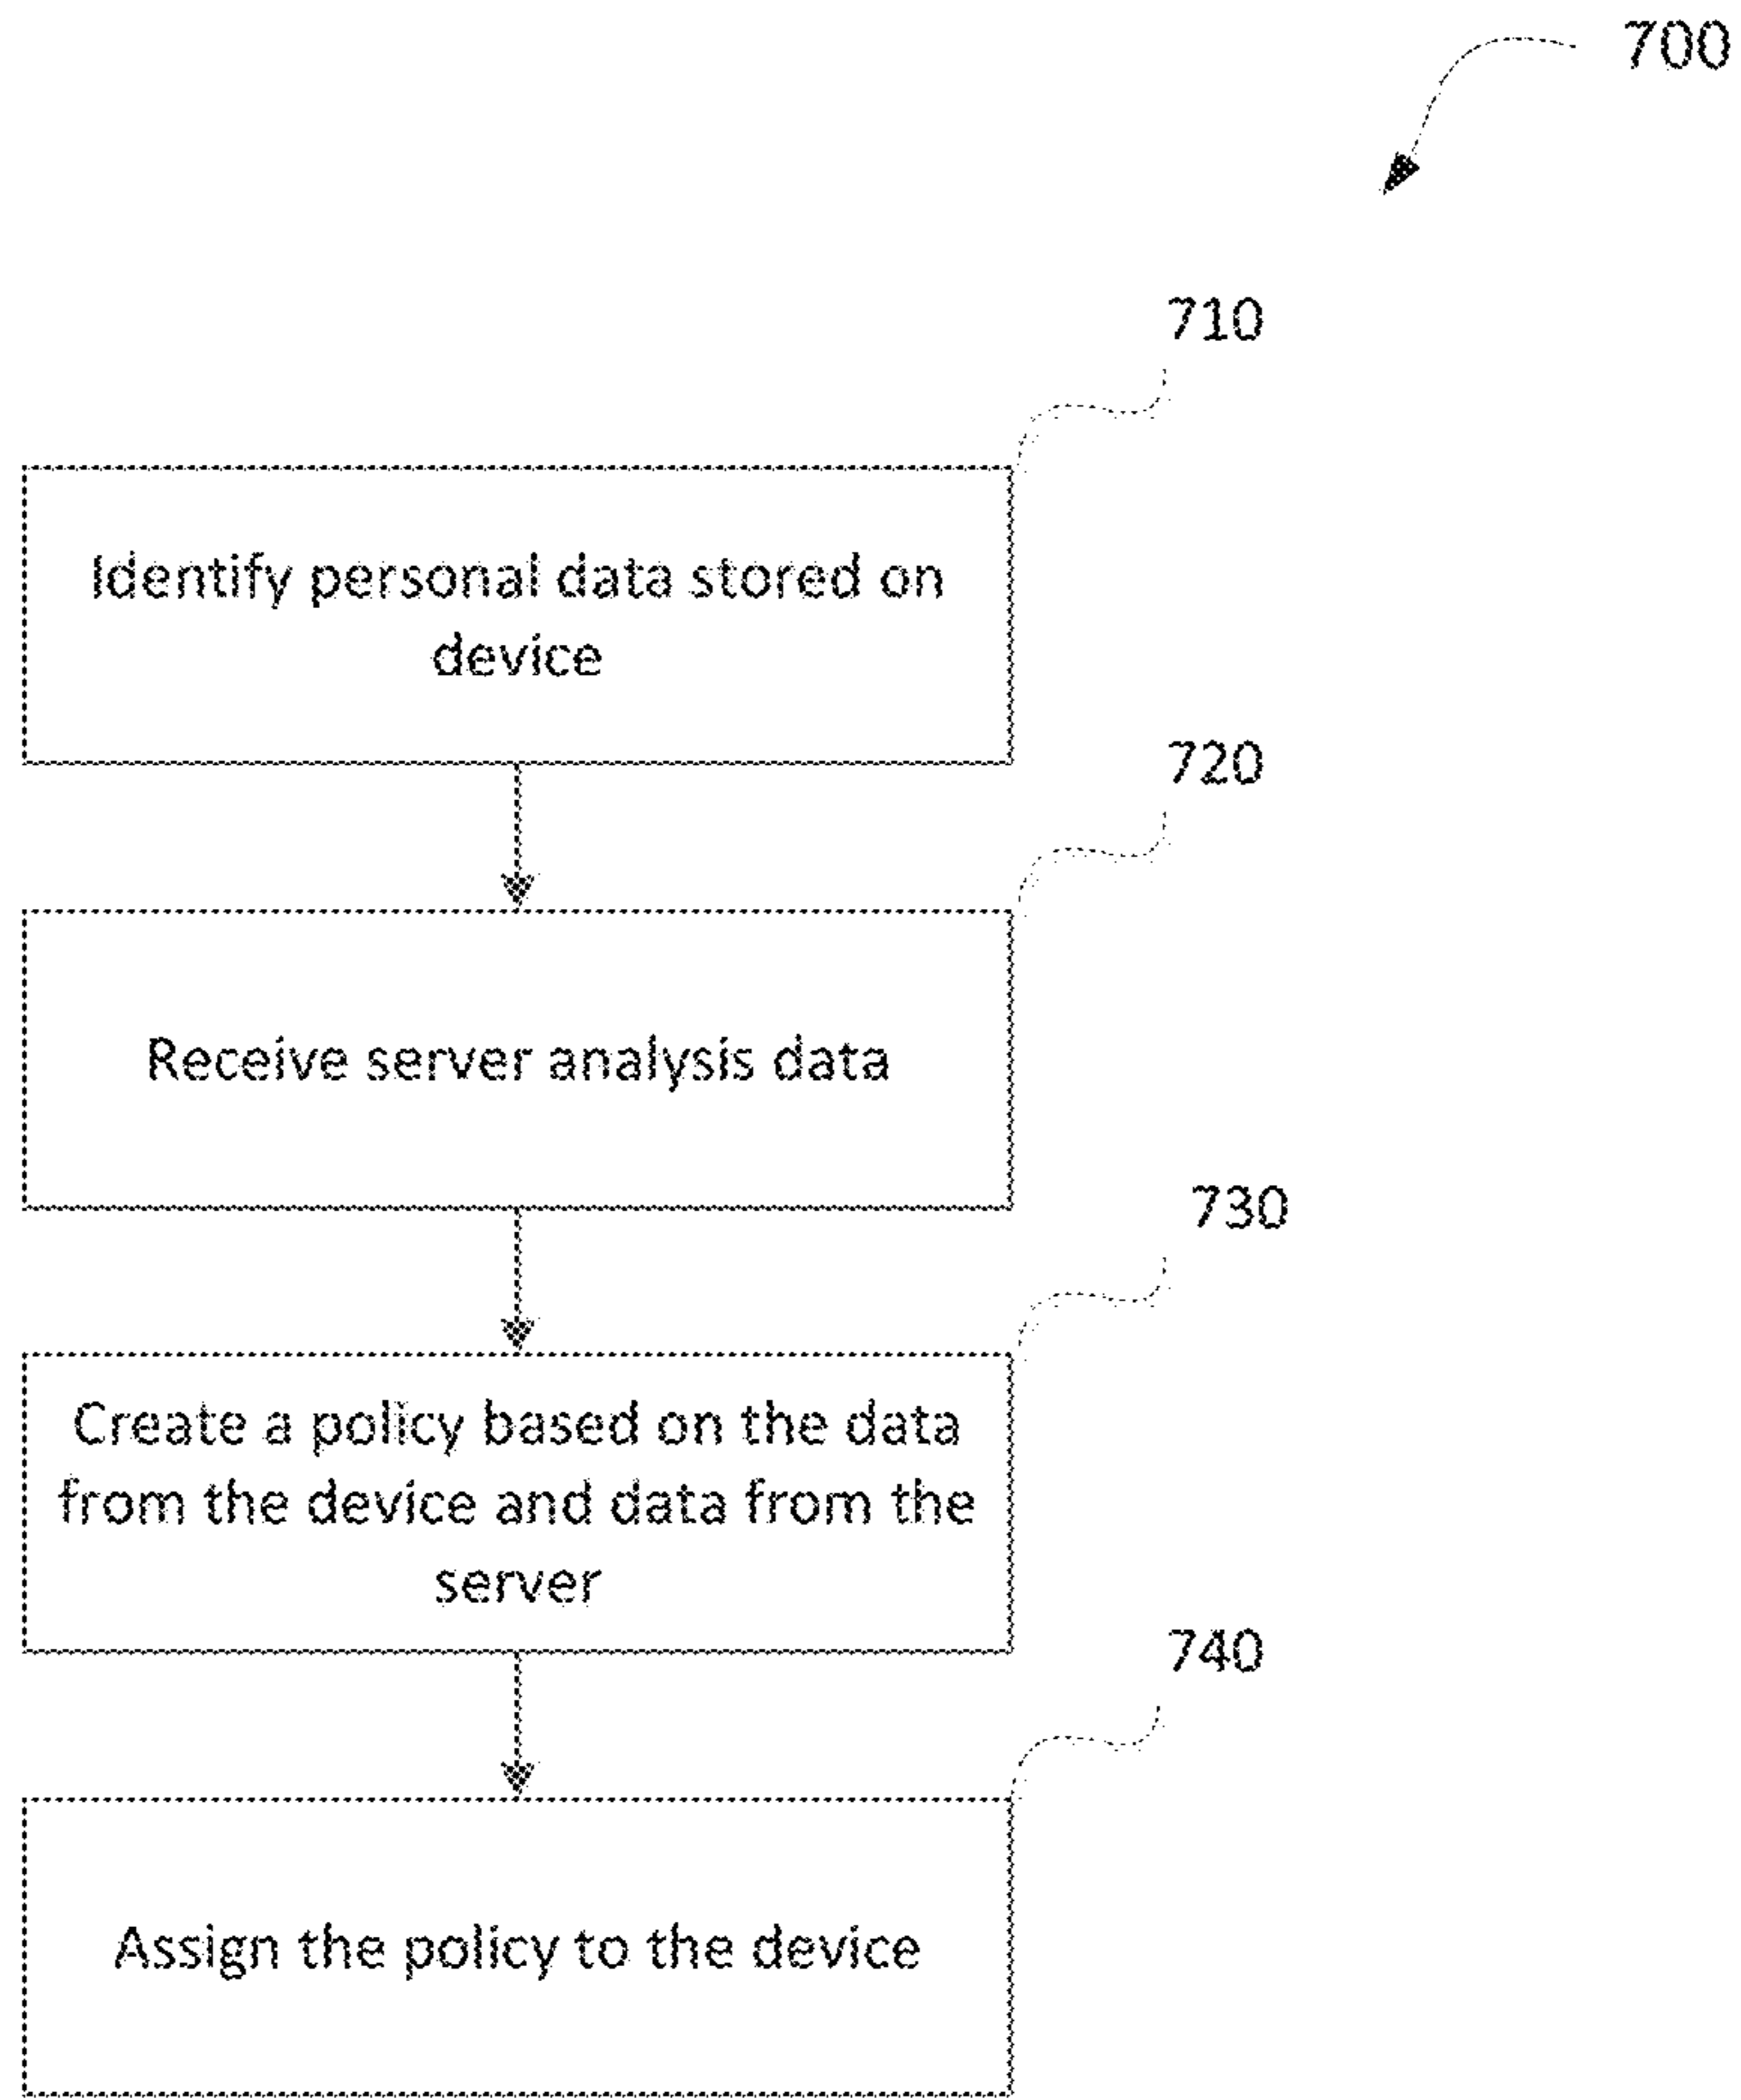 700
710
Identify personal data stored on
device
720
Receive server analysis data
730
Create a policy based on the data
from the device and data from the
server
740
Assign the policy to the device